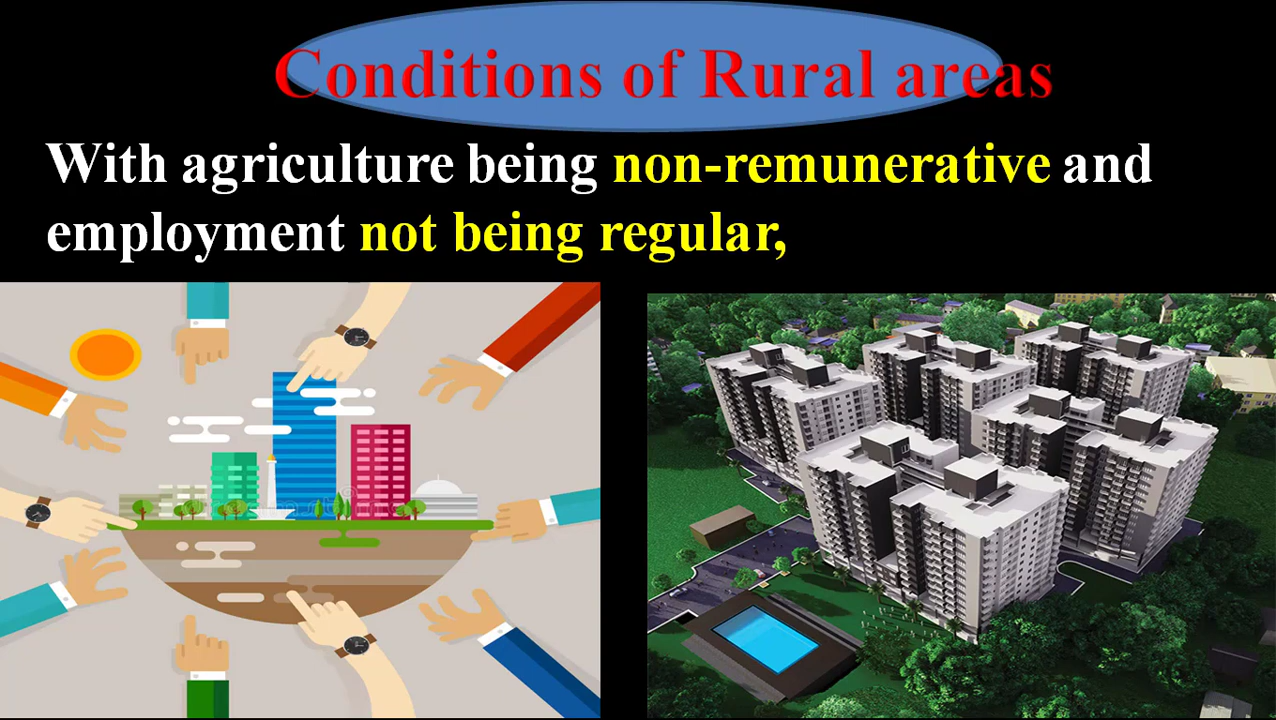 Conditions of Rural areas
With agriculture being non-remunerative and
employment not being regular,